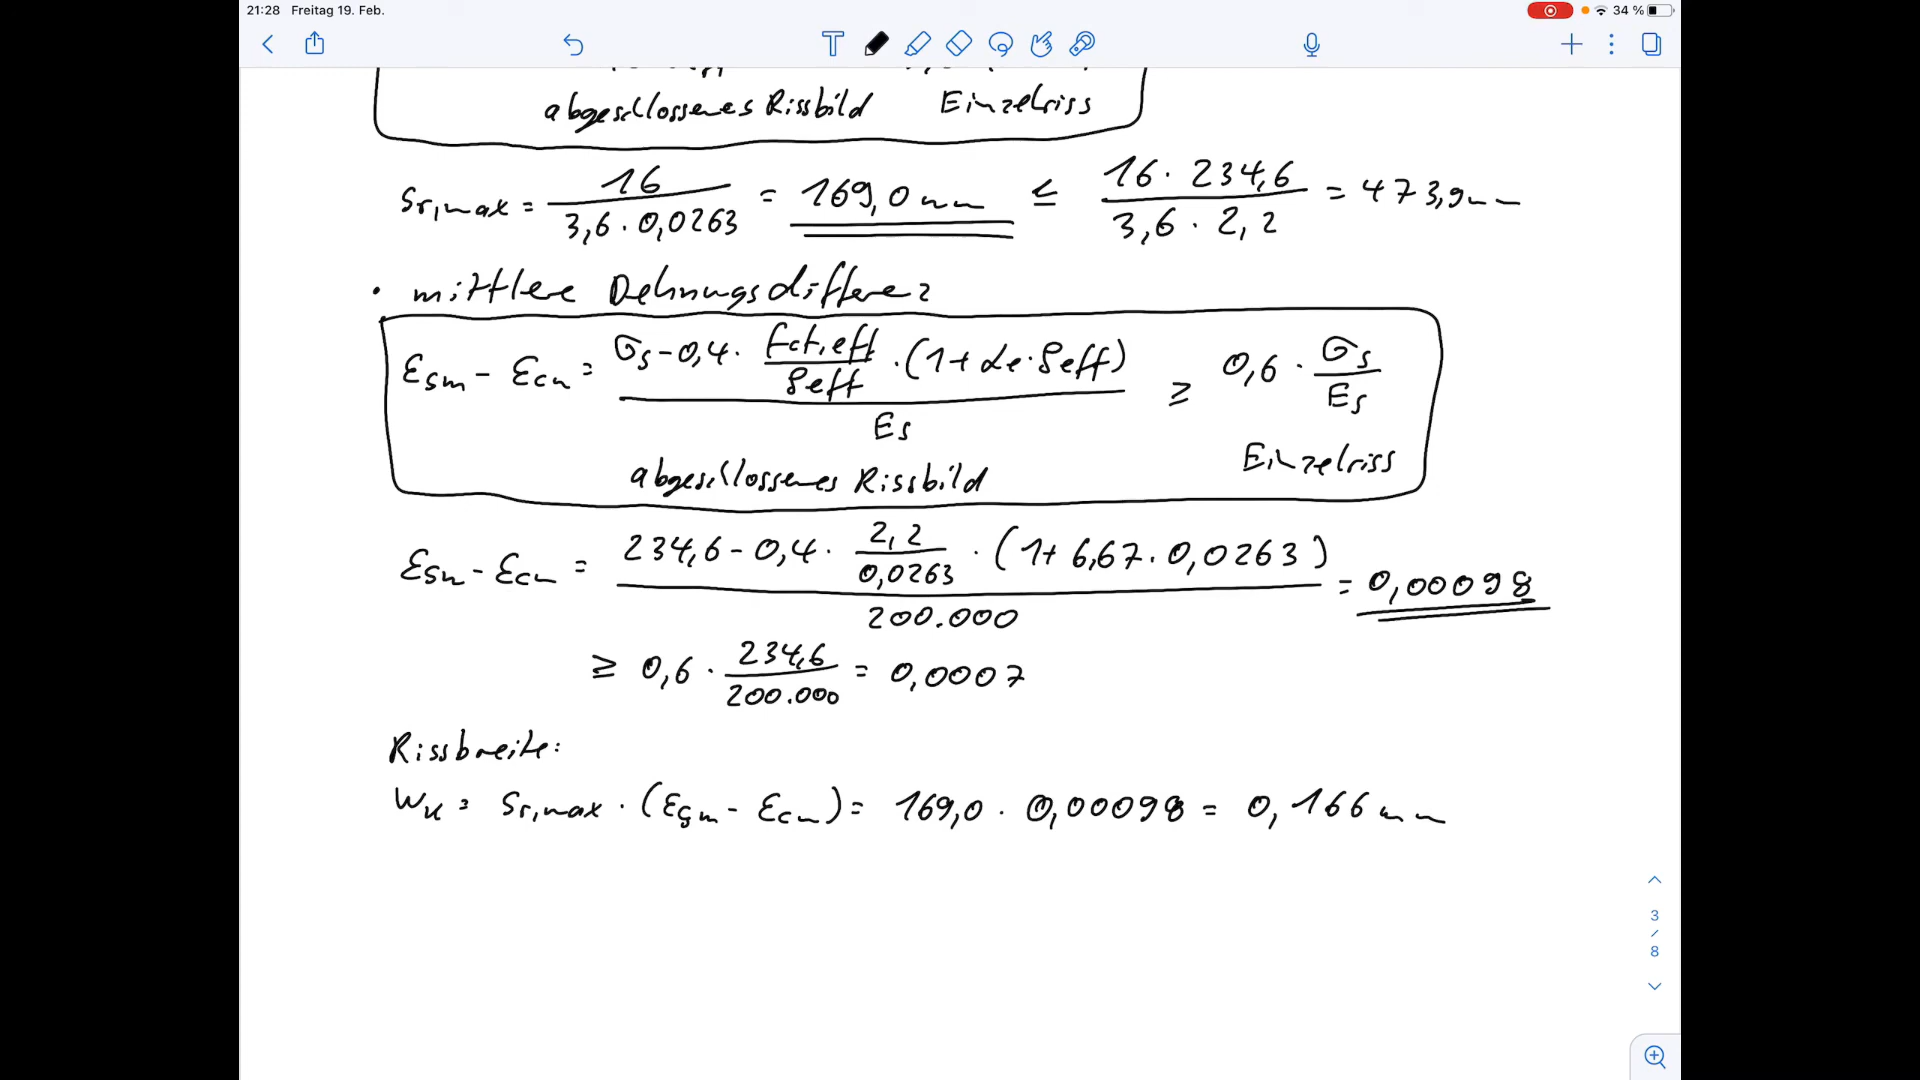 21:28 Freitag 19. Feb. 34 %
abgeschlossenes Rissbild Einzelriss
Sr,max = 16 / (3,6 · 0,0263) = 169,0 mm ≤ (16 · 234,6) / (3,6 · 2,2) = 473,9 mm
• mittlere Dehnungsdifferenz
εsm - εcm = (σs - 0,4 · fct,eff / ρeff · (1 + αe · ρeff)) / Es ≥ 0,6 · σs / Es
abgeschlossenes Rissbild Einzelriss
εsm - εcm = (234,6 - 0,4 · 2,2 / 0,0263 · (1 + 6,67 · 0,0263)) / 200.000 = 0,00098
≥ 0,6 · 234,6 / 200.000 = 0,0007
Rissbreite:
Wk = Sr,max · (εsm - εcm) = 169,0 · 0,00098 = 0,166 mm
3
/
8